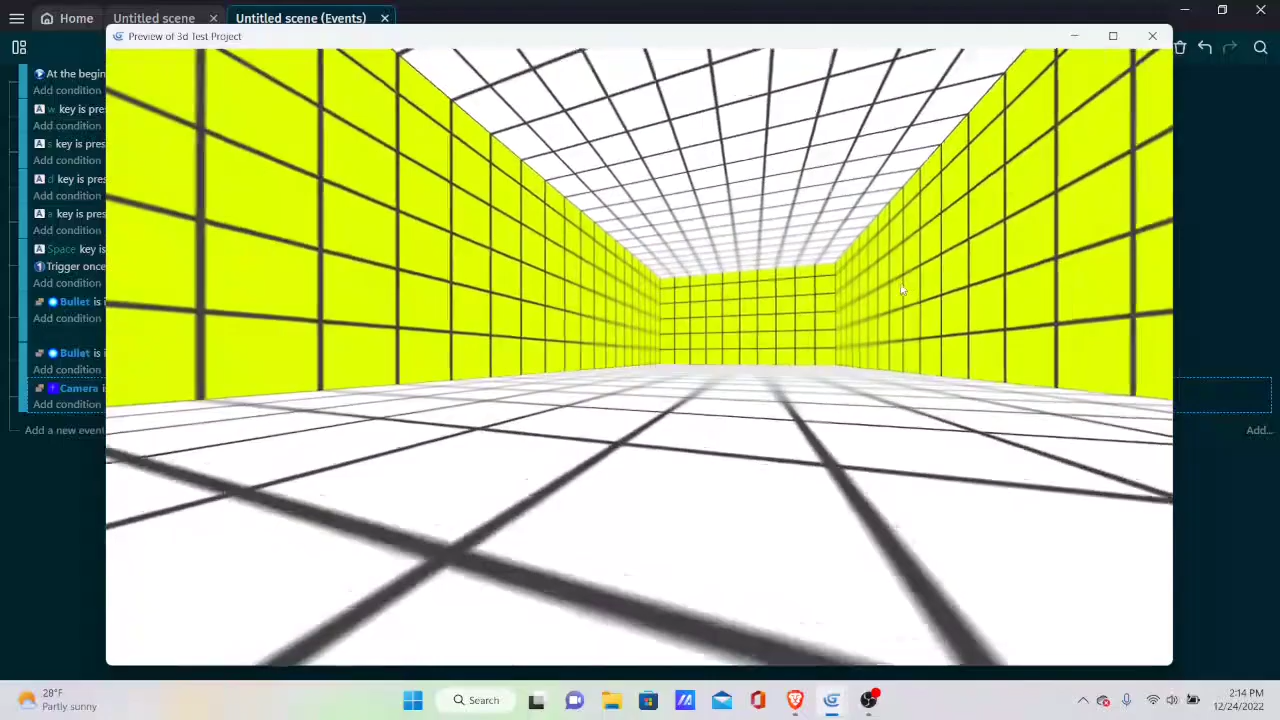 Home
Untitled scene
Untitled scene (Events)
Preview of 3d Test Project
At the begin
Add condition
w key is pres
Add condition
s key is pres
Add condition
d key is pres
Add condition
a key is pres
Add condition
Space key is
Trigger once
Add condition
Bullet is i
Add condition
Bullet is i
Add condition
Camera i
Add condition
Add a new event
Add...
28°F
Partly sunny
Search
2:14 PM
12/24/2022